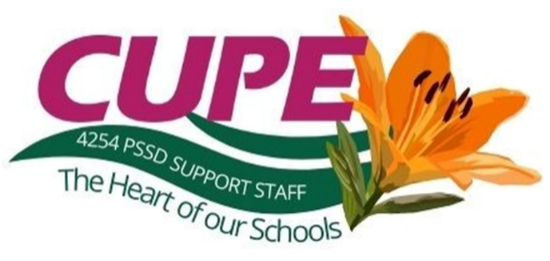 CUPE
4254 PSSD SUPPORT STAFF
The Heart of our Schools